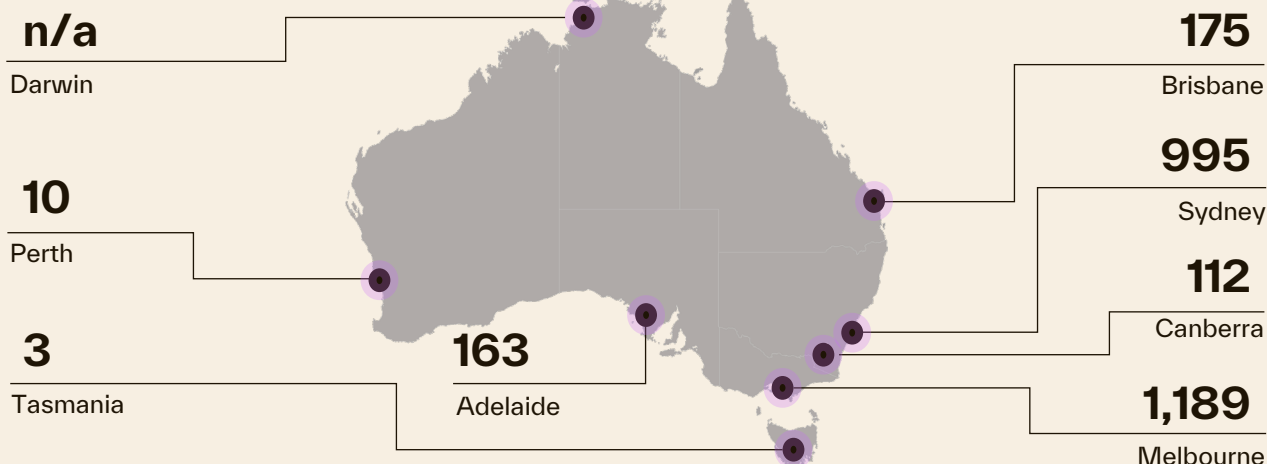 n/a
Darwin
10
Perth
3
Tasmania
163
Adelaide
175
Brisbane
995
Sydney
112
Canberra
1,189
Melbourne